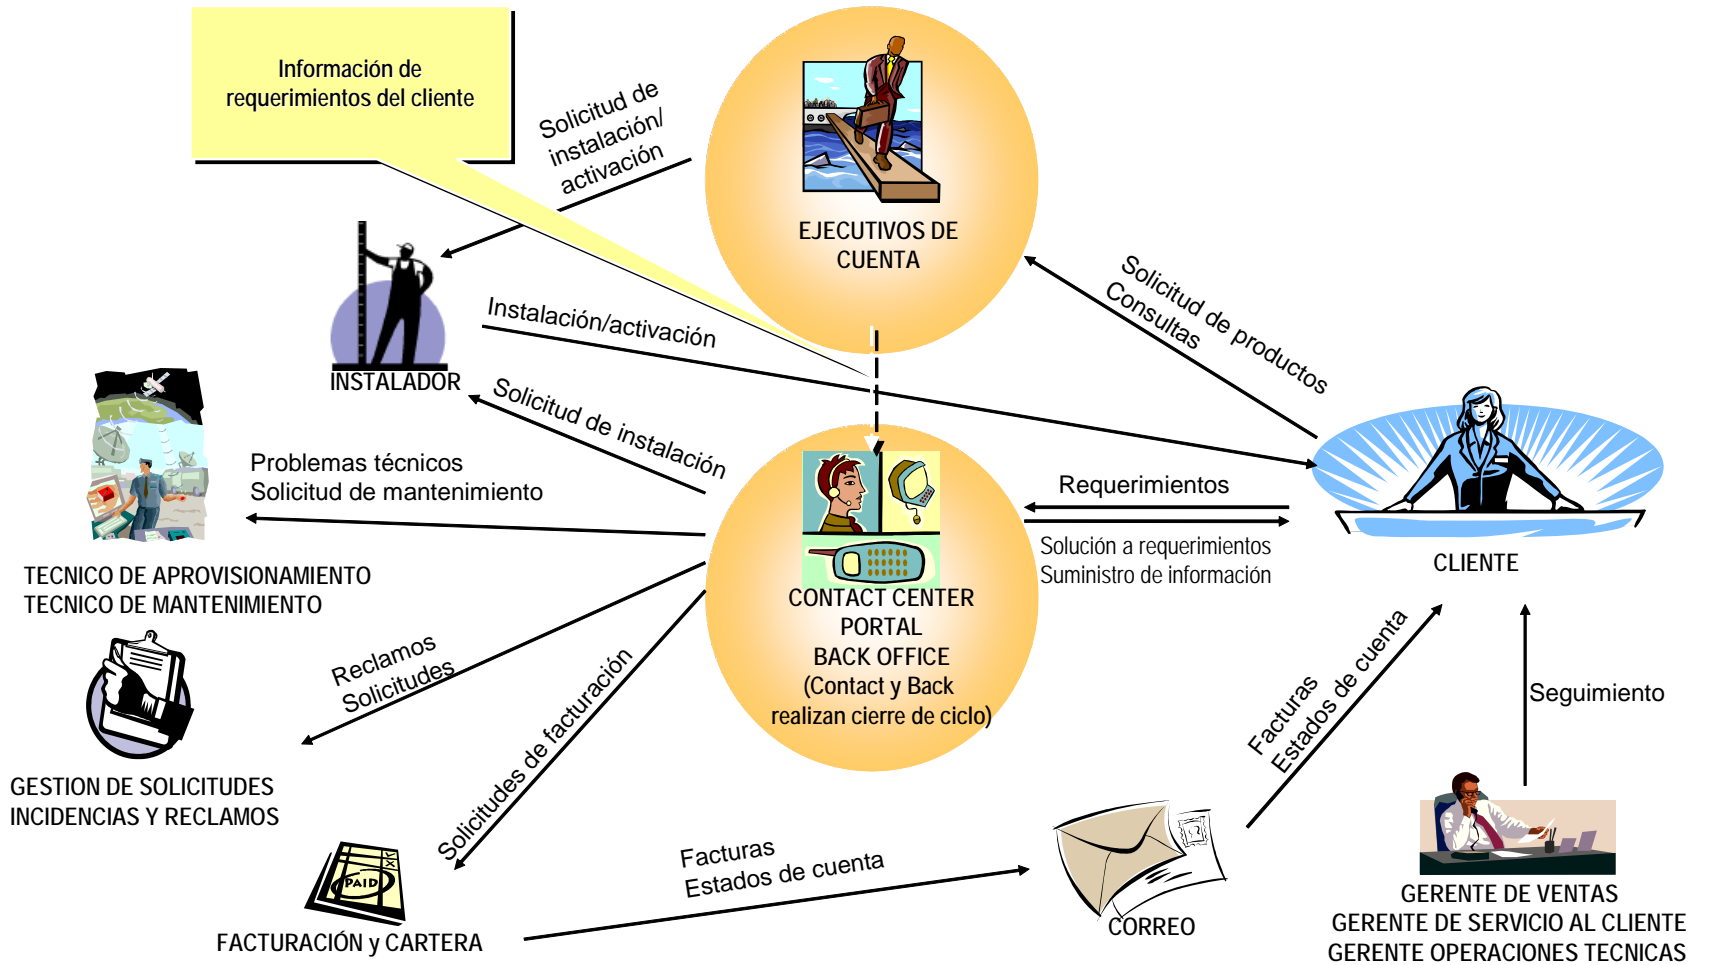 Información de
requerimientos del cliente
Solicitud de
instalación/
activación
EJECUTIVOS DE
CUENTA
Solicitud de productos
Consultas
Instalación/activación
INSTALADOR
Solicitud de instalación
Problemas técnicos
Solicitud de mantenimiento
TECNICO DE APROVISIONAMIENTO
TECNICO DE MANTENIMIENTO
Requerimientos
Solución a requerimientos
Suministro de información
CLIENTE
CONTACT CENTER
PORTAL
BACK OFFICE
(Contact y Back
realizan cierre de ciclo)
Reclamos
Solicitudes
GESTION DE SOLICITUDES
INCIDENCIAS Y RECLAMOS
Solicitudes de facturación
PAID
FACTURACIÓN y CARTERA
Facturas
Estados de cuenta
CORREO
Facturas
Estados de cuenta
Seguimiento
GERENTE DE VENTAS
GERENTE DE SERVICIO AL CLIENTE
GERENTE OPERACIONES TECNICAS